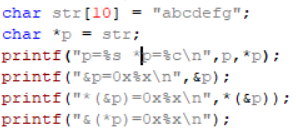 char str[10] = "abcdefg";
char *p = str;
printf("p=%s *p=%c\n",p,*p);
printf("&p=0x%x\n",&p);
printf("*(&p)=0x%x\n",*(&p));
printf("&(*p)=0x%x\n");